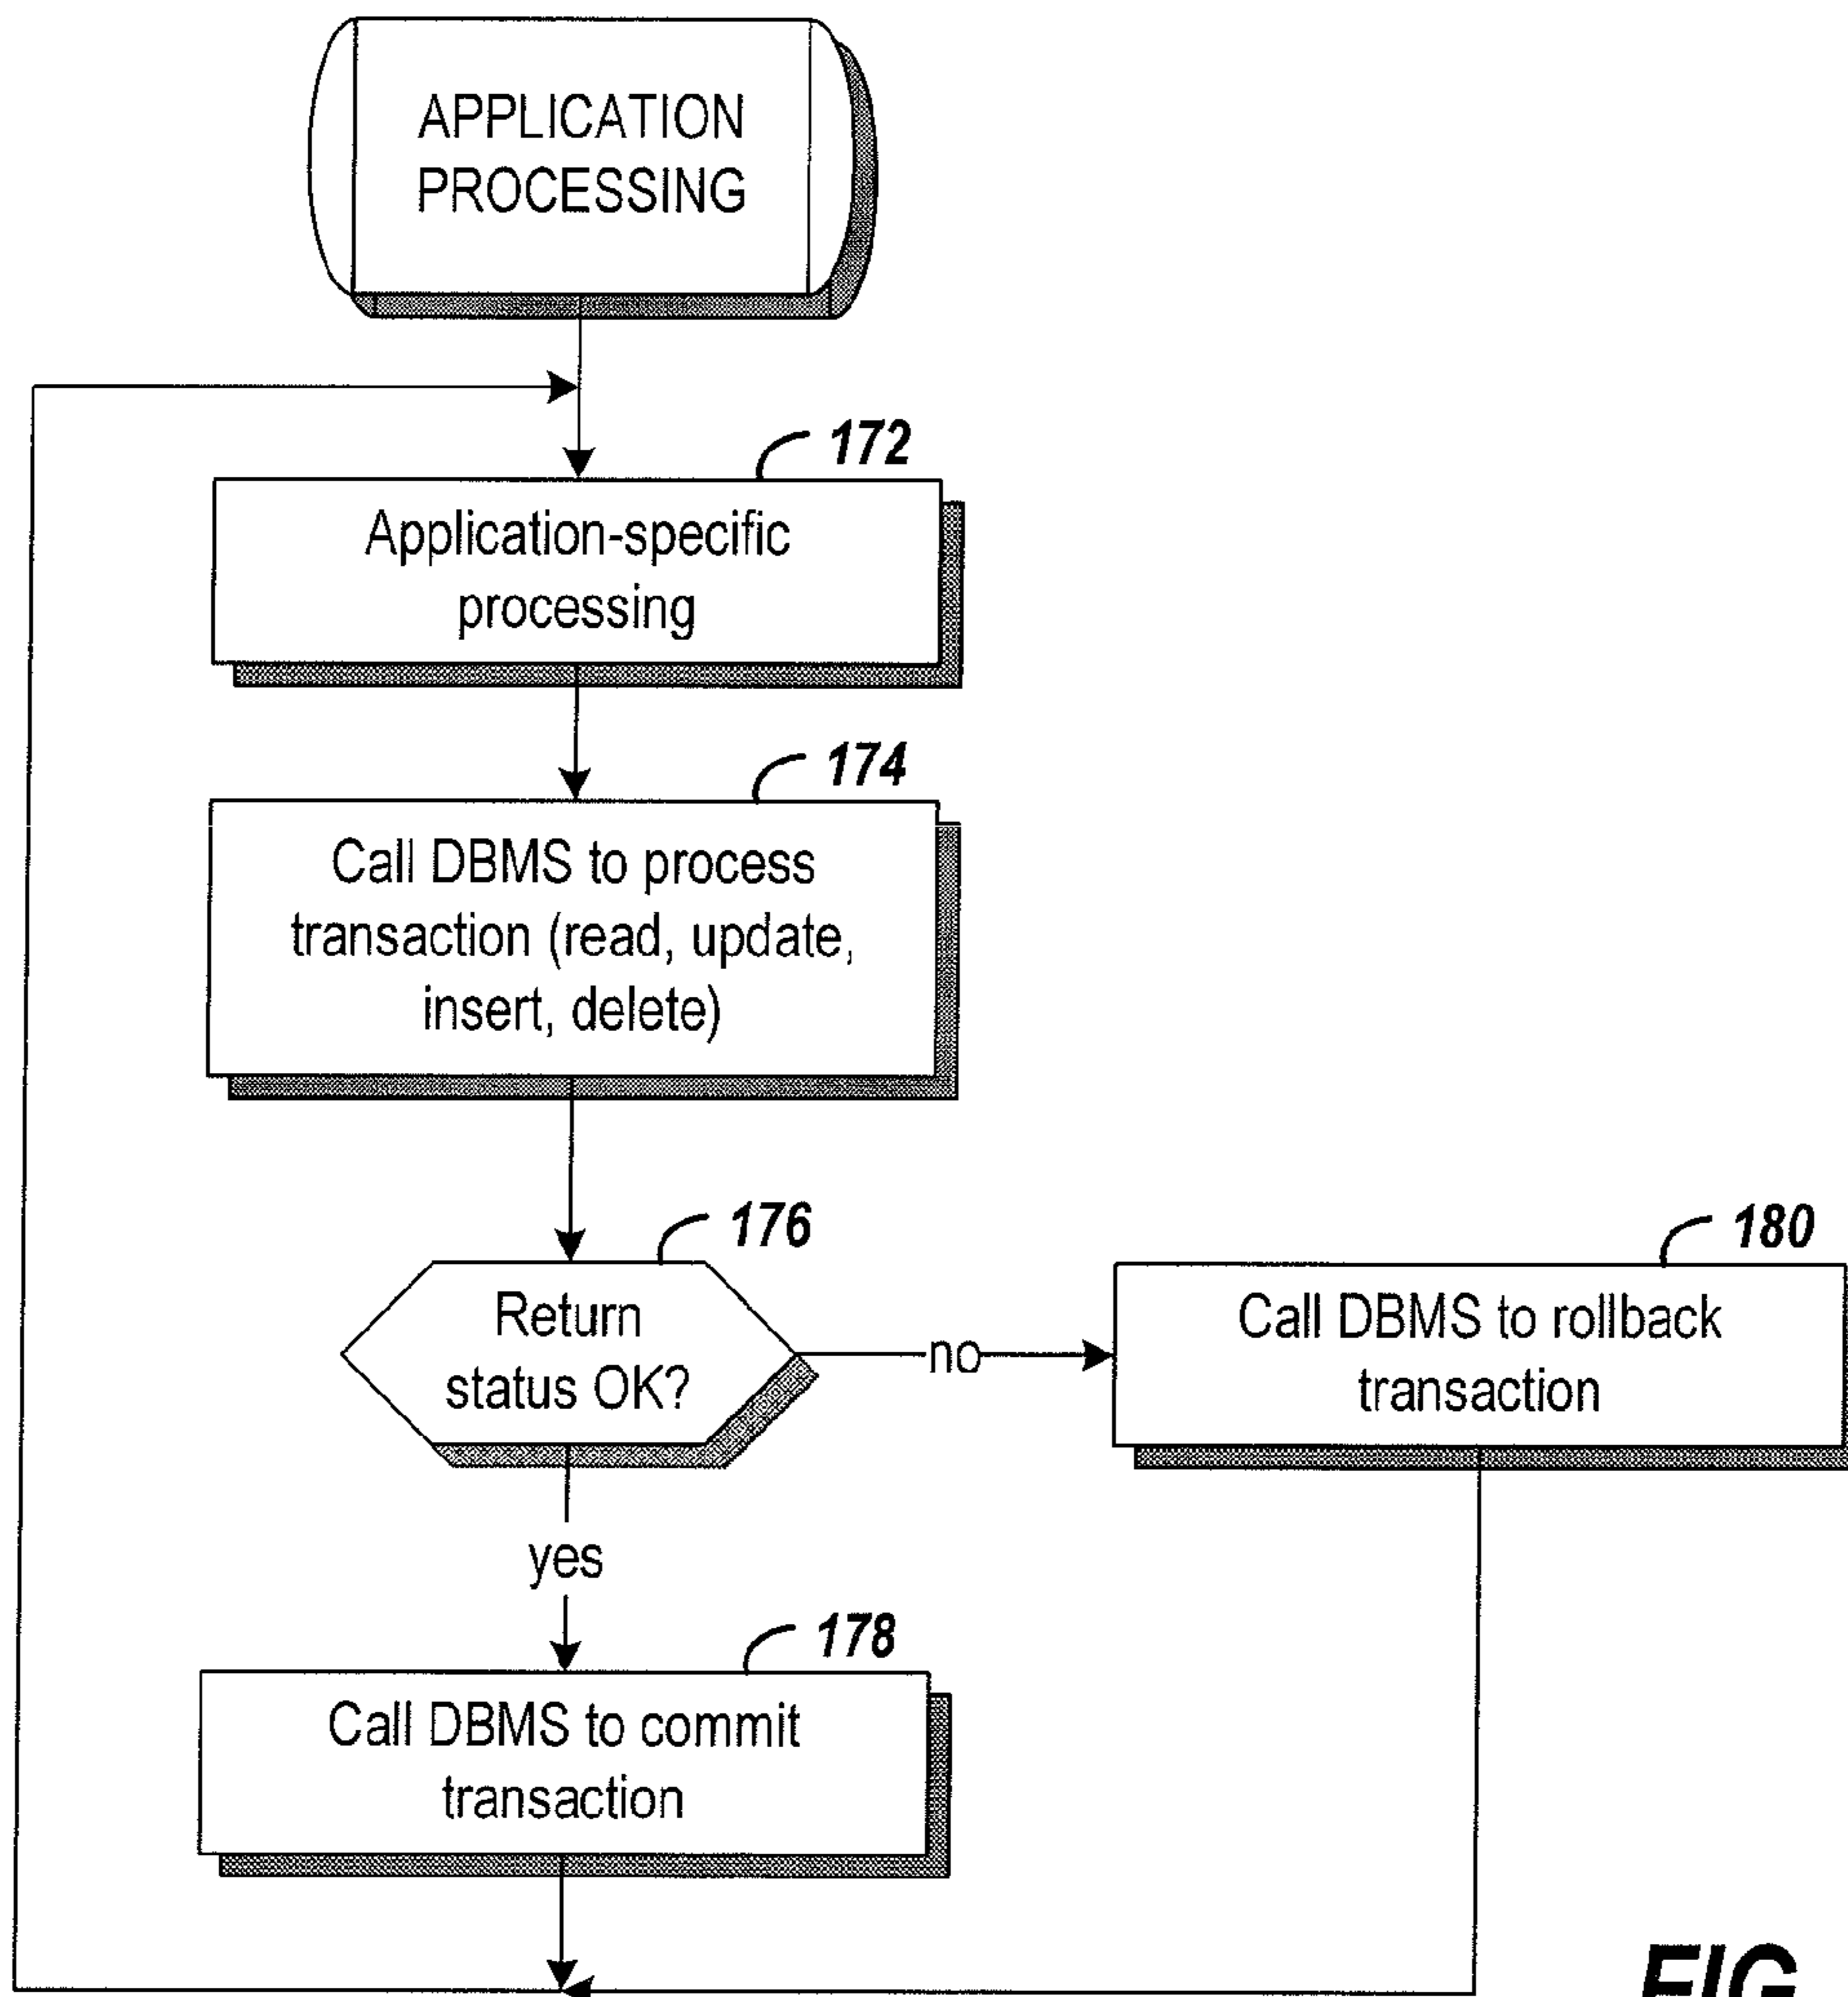 APPLICATION
PROCESSING
172
Application-specific
processing
174
Call DBMS to process
transaction (read, update,
insert, delete)
176
Return
status OK?
no
180
Call DBMS to rollback
transaction
yes
178
Call DBMS to commit
transaction
FIG